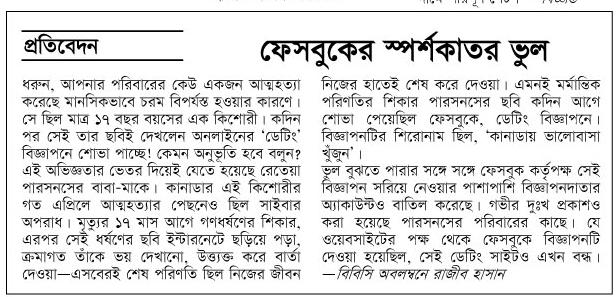 প্রতিবেদন
ফেসবুকের স্পর্শকাতর ভুল
ধরুন, আপনার পরিবারের কেউ একজন আত্মহত্যা
করেছে মানসিকভাবে চরম বিপর্যস্ত হওয়ার কারণে।
সে ছিল মাত্র ১৭ বছর বয়সের এক কিশোরী। কদিন
পর সেই তার ছবিই দেখলেন অনলাইনের ‘ডেটিং’
বিজ্ঞাপনে শোভা পাচ্ছে! কেমন অনুভূতি হবে বলুন?
এই অভিজ্ঞতার ভেতর দিয়েই যেতে হয়েছে রেতেয়া
পারসনসের বাবা-মাকে। কানাডার এই কিশোরীর
গত এপ্রিলে আত্মহত্যার পেছনেও ছিল সাইবার
অপরাধ। মৃত্যুর ১৭ মাস আগে গণধর্ষণের শিকার,
এরপর সেই ধর্ষণের ছবি ইন্টারনেটে ছড়িয়ে পড়া,
ক্রমাগত তাঁকে ভয় দেখানো, উত্ত্যক্ত করে বার্তা
দেওয়া—এসবেরই শেষ পরিণতি ছিল নিজের জীবন
নিজের হাতেই শেষ করে দেওয়া। এমনই মর্মান্তিক
পরিণতির শিকার পারসনসের ছবি কদিন আগে
শোভা পেয়েছিল ফেসবুকে, ডেটিং বিজ্ঞাপনে।
বিজ্ঞাপনটির শিরোনাম ছিল, ‘কানাডায় ভালোবাসা
খুঁজুন’।
ভুল বুঝতে পারার সঙ্গে সঙ্গে ফেসবুক কর্তৃপক্ষ সেই
বিজ্ঞাপন সরিয়ে নেওয়ার পাশাপাশি বিজ্ঞাপনদাতার
অ্যাকাউন্টও বাতিল করেছে। গভীর দুঃখ প্রকাশও
করা হয়েছে পারসনসের পরিবারের কাছে। যে
ওয়েবসাইটের পক্ষ থেকে ফেসবুকে বিজ্ঞাপনটি
দেওয়া হয়েছিল, সেই ডেটিং সাইটও এখন বন্ধ।
—বিবিসি অবলম্বনে রাজীব হাসান